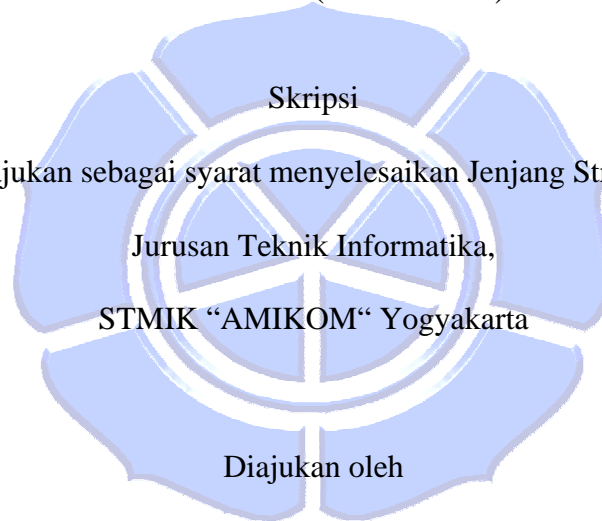 Skripsi
sebagai syarat menyelesaikan Jenjang
Jurusan Teknik Informatika,
STMIK “AMIKOM“ Yogyakarta
Diajukan oleh